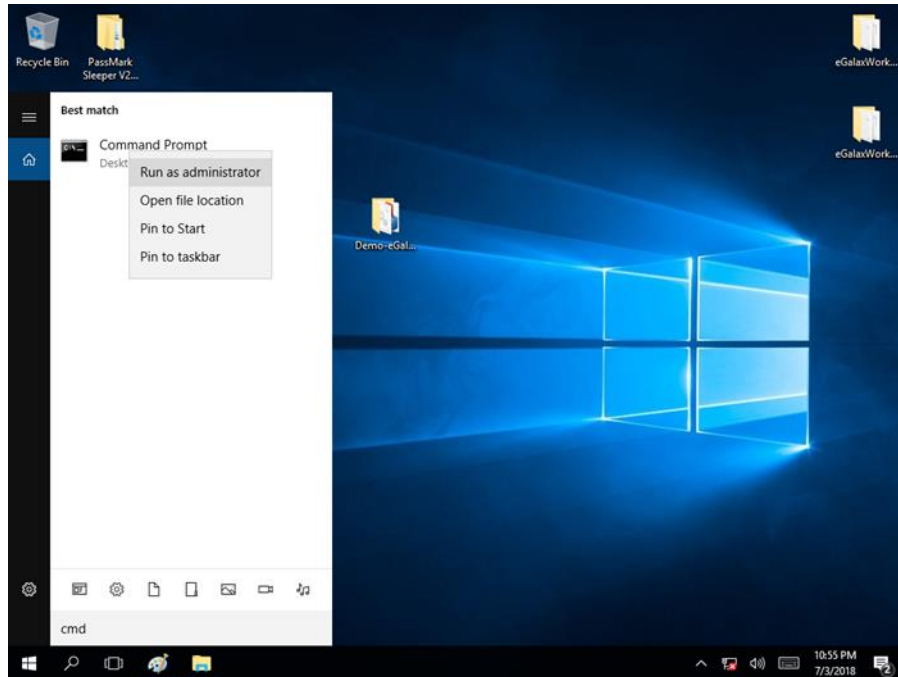 Recycle Bin
PassMark
Sleeper V2...
eGalaxWork...
eGalaxWork...
Best match
Command Prompt
Deskt
Run as administrator
Open file location
Pin to Start
Pin to taskbar
Demo-eGal...
cmd
10:55 PM
7/3/2018
2